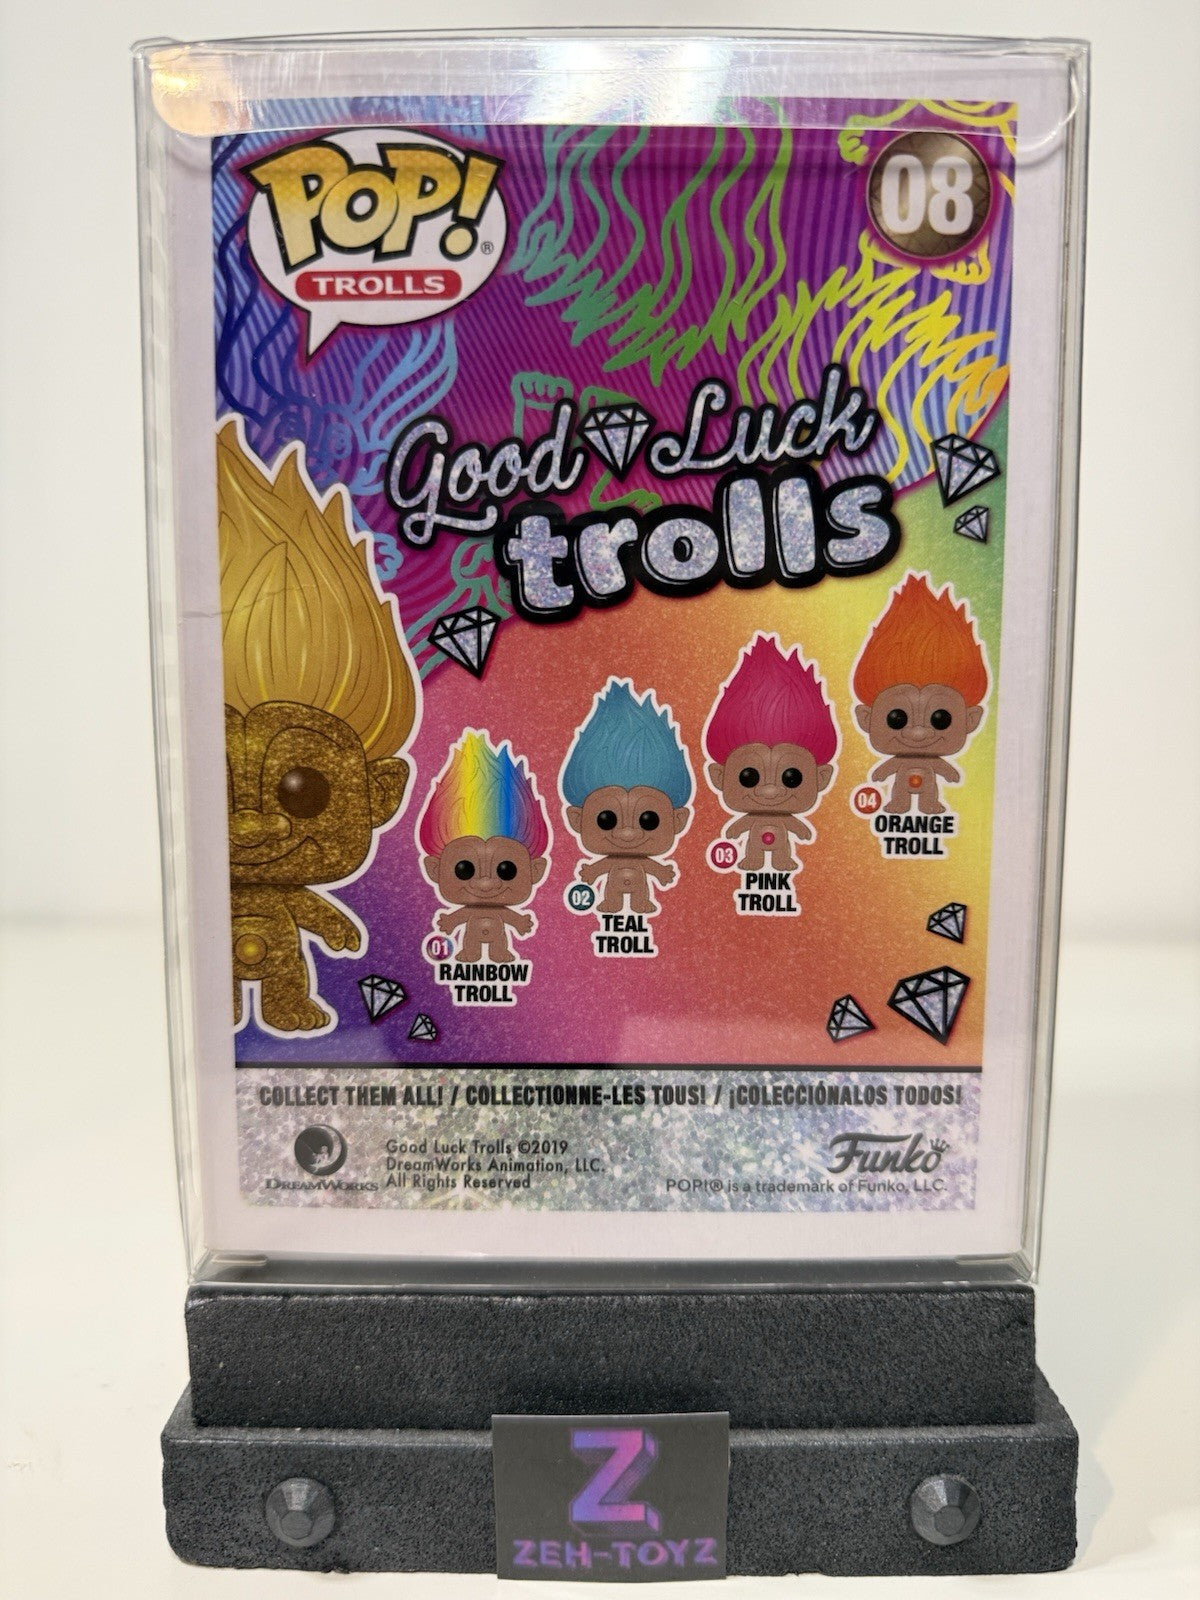 POP!®
TROLLS
08
Good Luck
trolls
01
RAINBOW
TROLL
02
TEAL
TROLL
03
PINK
TROLL
04
ORANGE
TROLL
COLLECT THEM ALL! / COLLECTIONNE-LES TOUS! / ¡COLECCIÓNALOS TODOS!
DREAMWORKS
Good Luck Trolls ©2019
DreamWorks Animation, LLC.
All Rights Reserved
Funko
POP!® is a trademark of Funko, LLC.
Z
ZEH-TOYZ